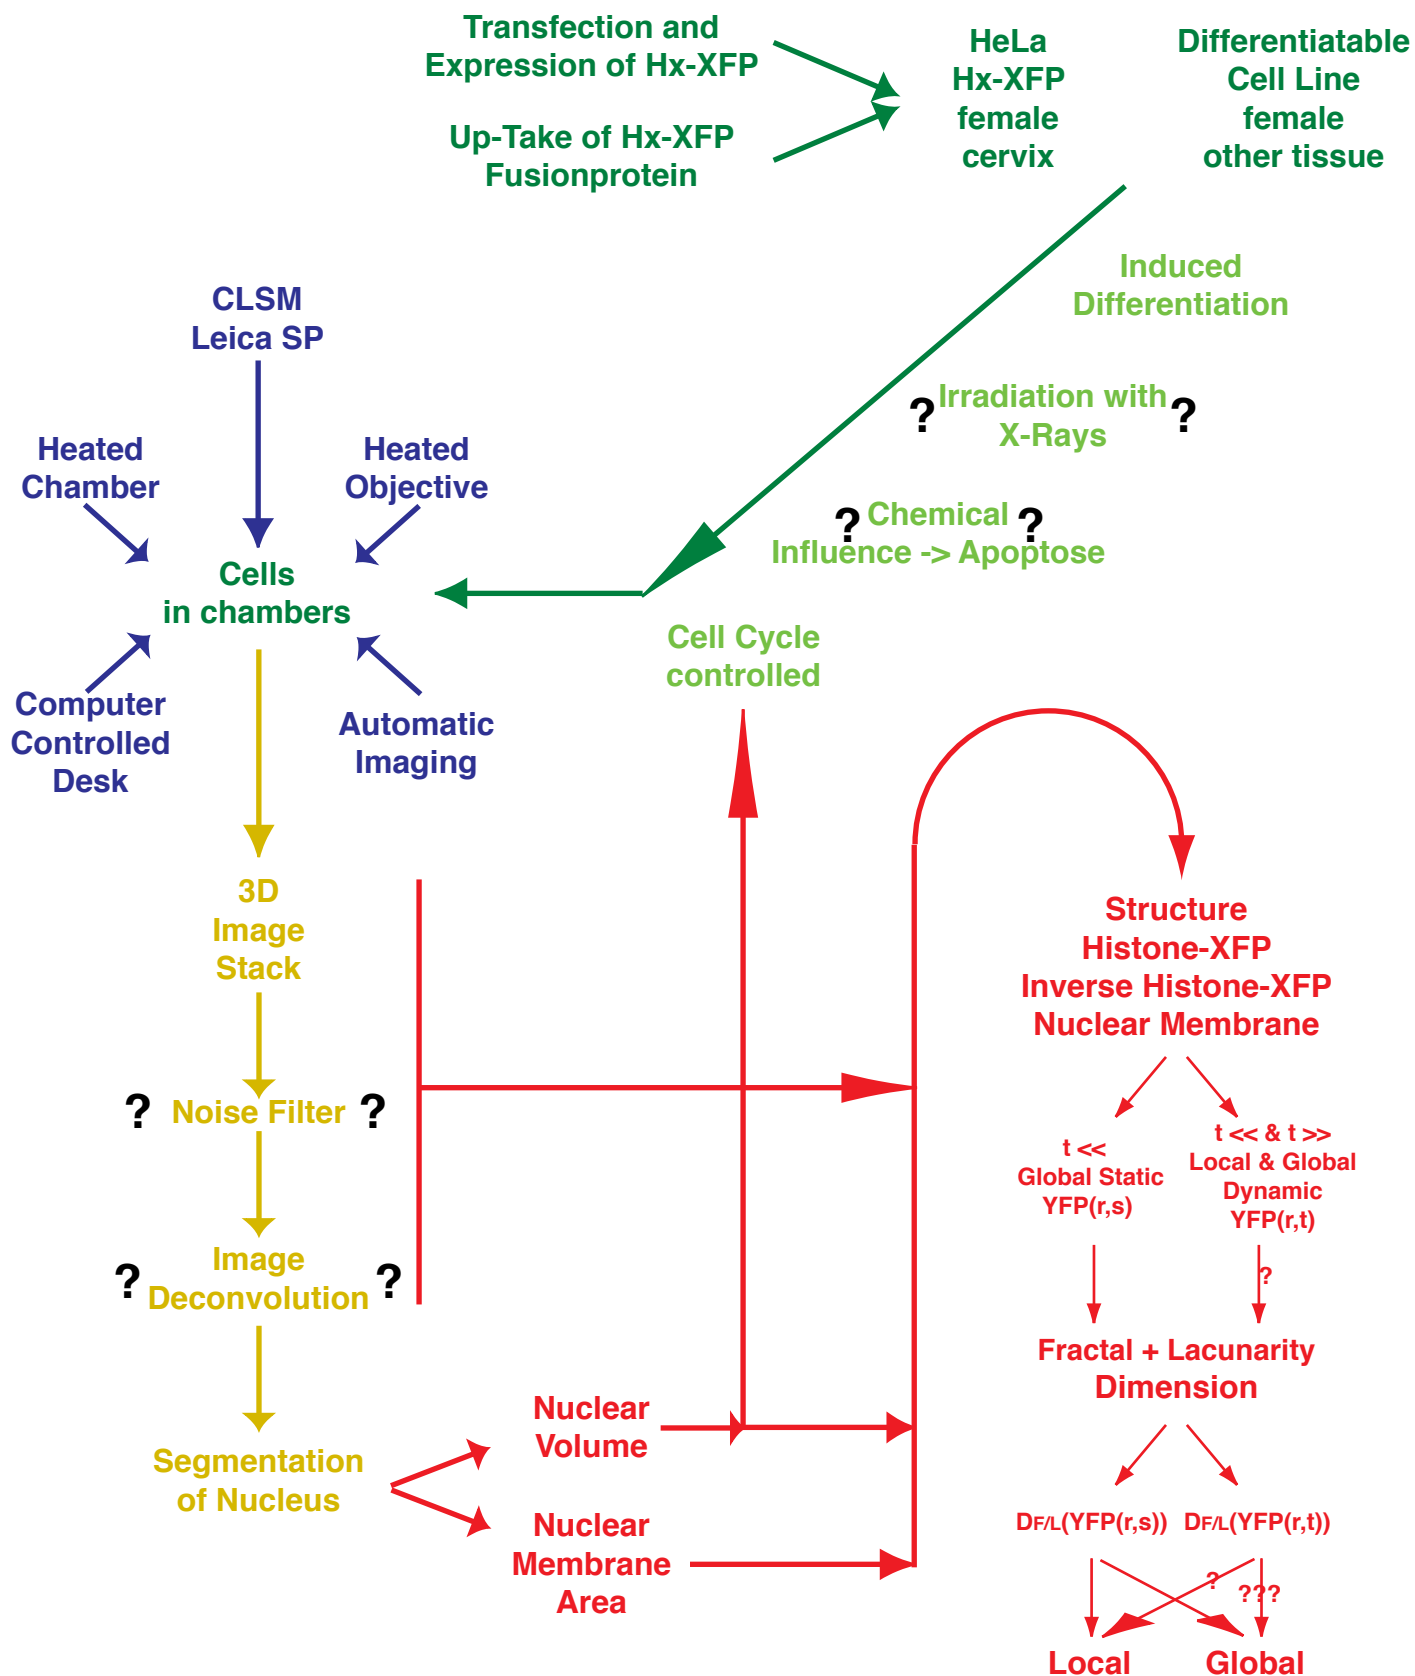 Transfection and
Expression of Hx-XFP
Up-Take of Hx-XFP
Fusionprotein
HeLa
Hx-XFP
female
cervix
Differentiatable
Cell Line
female
other tissue
Induced
Differentiation
? Irradiation with ?
X-Rays
? Chemical ?
Influence -> Apoptose
Cell Cycle
controlled
CLSM
Leica SP
Heated
Chamber
Heated
Objective
Cells
in chambers
Computer
Controlled
Desk
Automatic
Imaging
3D
Image
Stack
? Noise Filter ?
Image
? Deconvolution ?
Segmentation
of Nucleus
Nuclear
Volume
Nuclear
Membrane
Area
Structure
Histone-XFP
Inverse Histone-XFP
Nuclear Membrane
t <<
Global Static
YFP(r,s)
t << & t >>
Local & Global
Dynamic
YFP(r,t)
?
Fractal + Lacunarity
Dimension
DF/L(YFP(r,s))
DF/L(YFP(r,t))
?
???
Local
Global